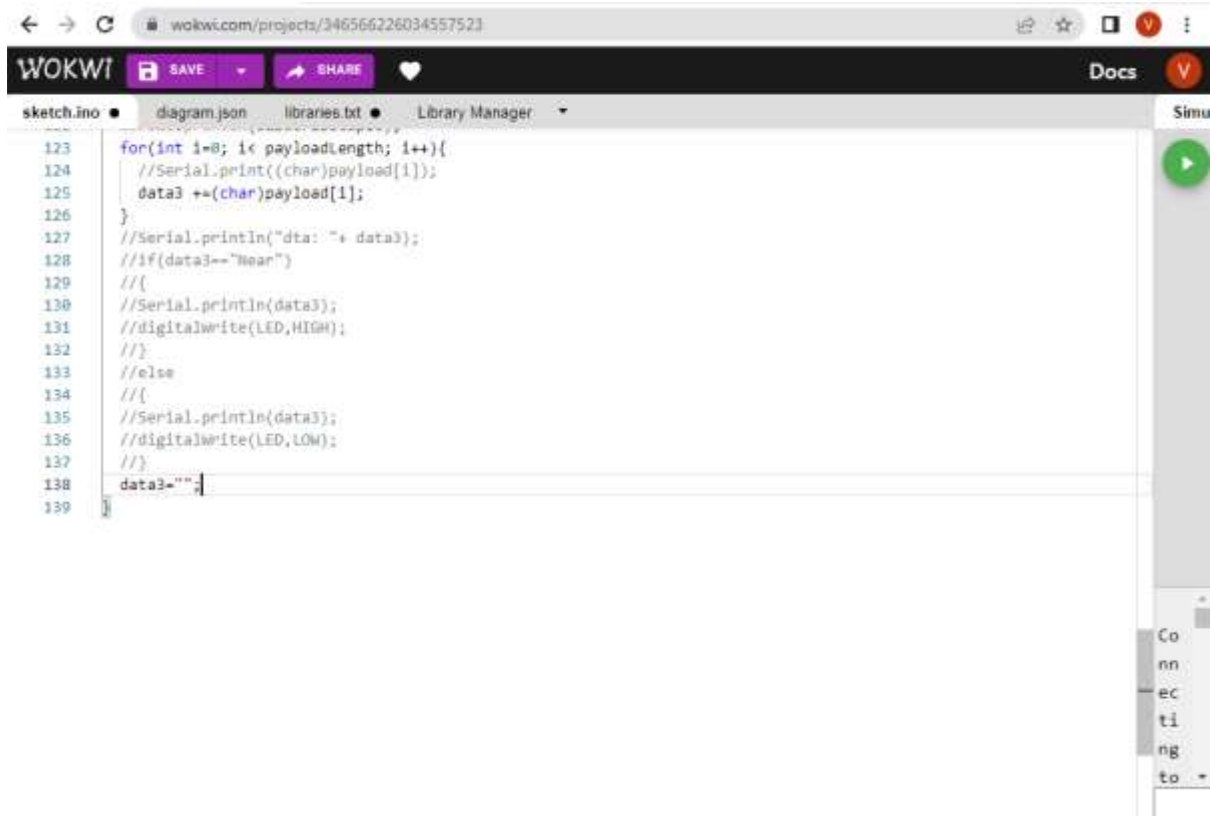 wokwi.com/projects/346566226034557523
WOKWI SAVE SHARE Docs V
sketch.ino ● diagram.json libraries.txt ● Library Manager Simu
123 for(int i=0; i< payloadLength; i++){
124 //Serial.print((char)payload[i]);
125 data3 +=(char)payload[i];
126 }
127 //Serial.println("dta: "+ data3);
128 //if(data3=="Near")
129 //{
130 //Serial.println(data3);
131 //digitalWrite(LED,HIGH);
132 //}
133 //else
134 //{
135 //Serial.println(data3);
136 //digitalWrite(LED,LOW);
137 //}
138 data3="";
139 }
Co
nn
ec
ti
ng
to